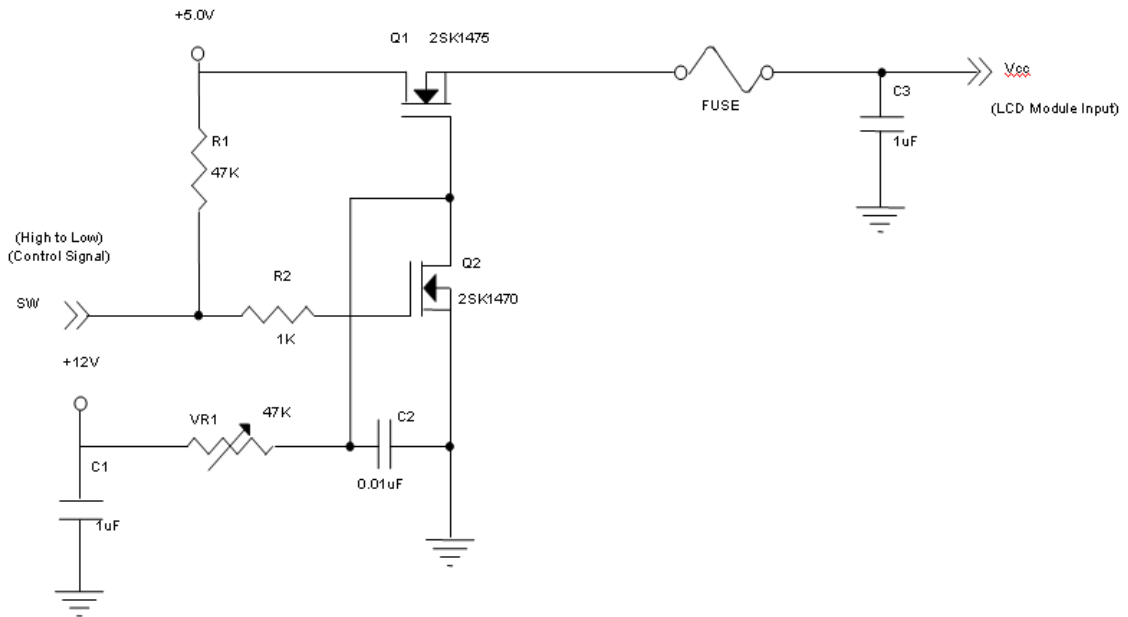 +5.0V
Q1 2SK1475
Vcc
C3
FUSE
(LCD Module Input)
R1
1uF
47K
(High to Low)
(Control Signal)
R2
Q2
SW
2SK1470
1K
+12V
VR1
47K
C2
C1
0.01uF
1uF